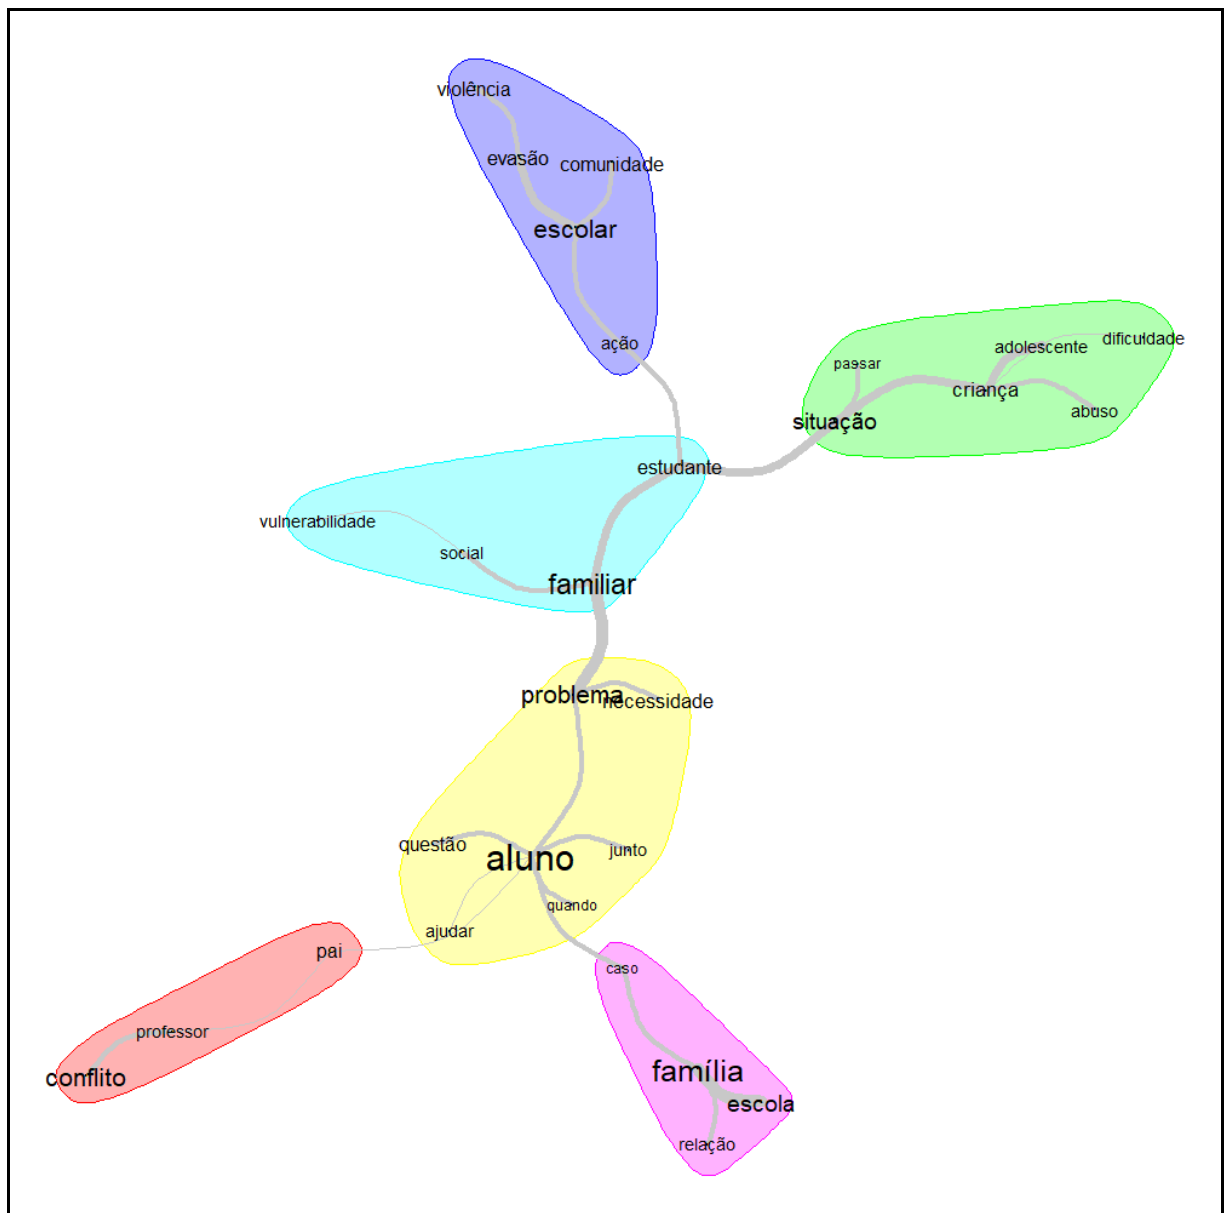 violência
evasão
comunidade
escolar
ação
dificuldade
adolescente
passar
criança
abuso
situação
estudante
vulnerabilidade
social
familiar
problema
necessidade
questão
junto
aluno
quando
ajudar
pai
caso
professor
família
conflito
escola
relação